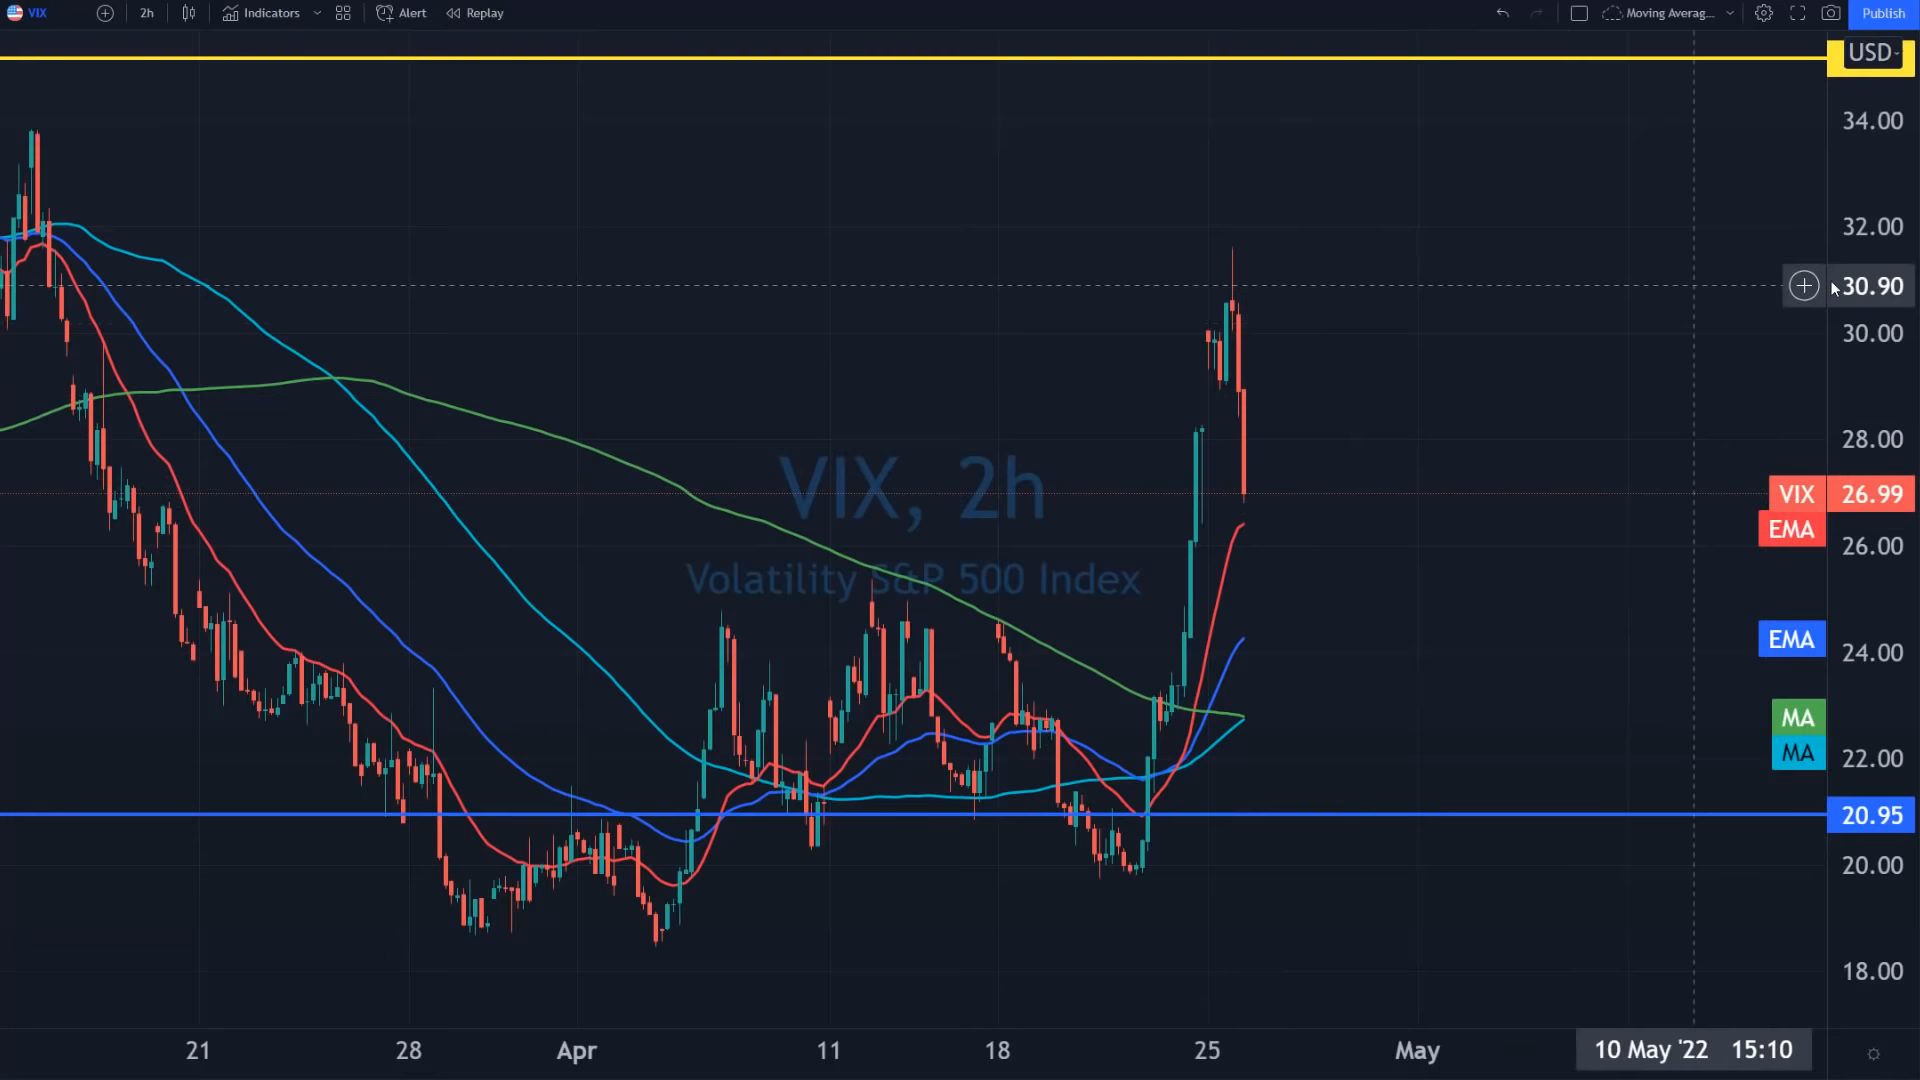 VIX 2h Indicators Alert Replay Moving Averag... Publish
USD
34.00
32.00
30.90
30.00
28.00
VIX 26.99
EMA
26.00
EMA
24.00
MA
MA
22.00
20.95
20.00
18.00
VIX, 2h
Volatility S&P 500 Index
21 28 Apr 11 18 25 May 10 May '22 15:10